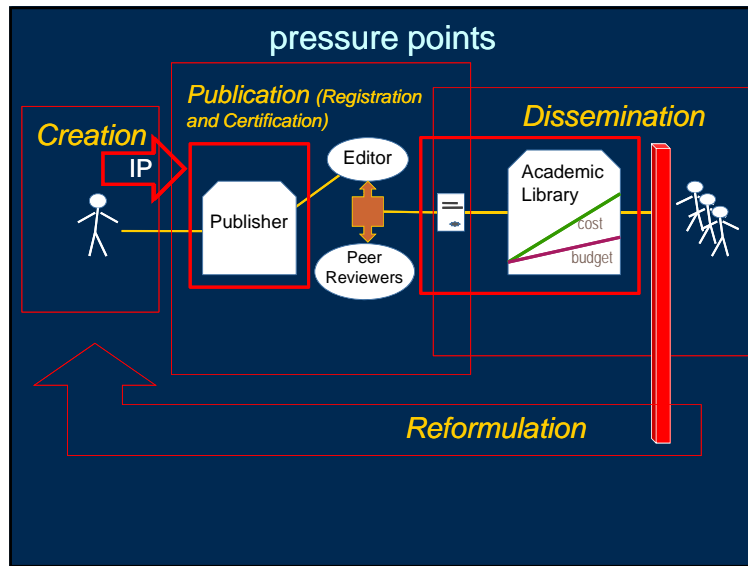 pressure points
Publication (Registration
and Certification)
Dissemination
Creation
IP
Editor
Publisher
Peer
Reviewers
Academic
Library
cost
budget
Reformulation